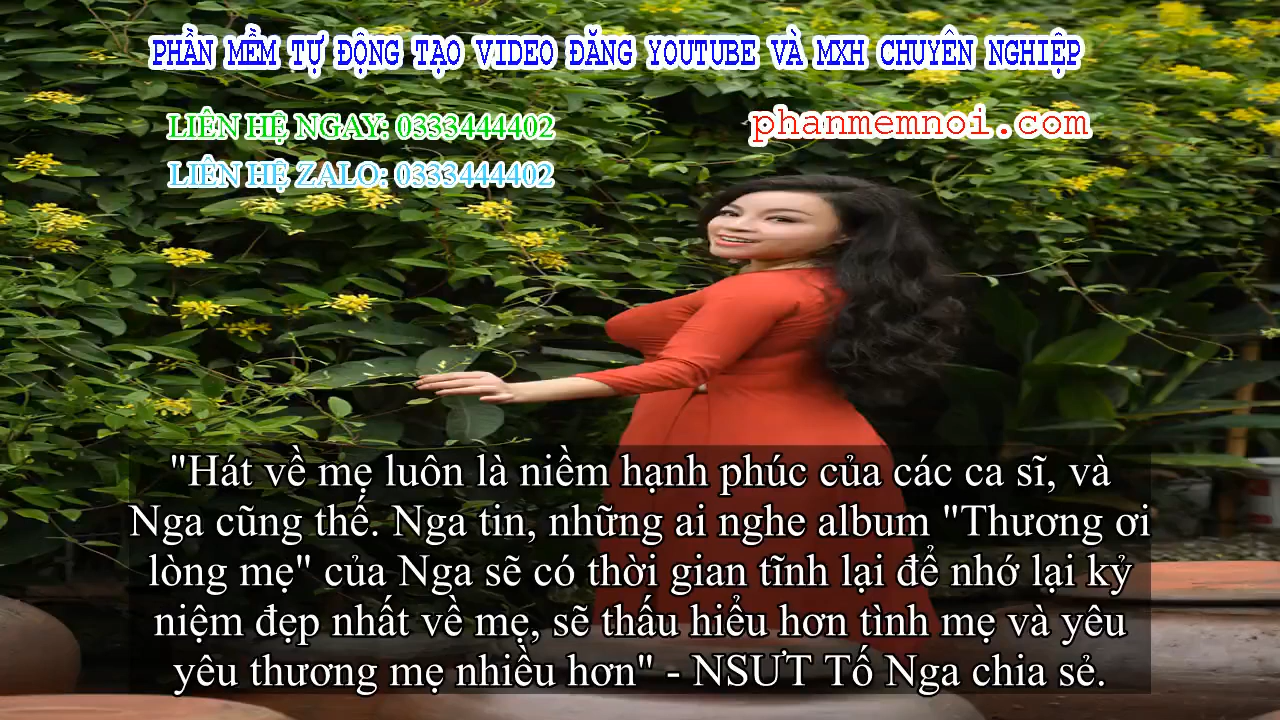 PHẦN MỀM TỰ ĐỘNG TẠO VIDEO ĐĂNG YOUTUBE VÀ MXH CHUYÊN NGHIỆP
LIÊN HỆ NGAY: 0333444402
phanmemnoi.com
LIÊN HỆ ZALO: 0333444402
"Hát về mẹ luôn là niềm hạnh phúc của các ca sĩ, và
Nga cũng thế. Nga tin, những ai nghe album "Thương ơi
lòng mẹ" của Nga sẽ có thời gian tĩnh lại để nhớ lại kỷ
niệm đẹp nhất về mẹ, sẽ thấu hiểu hơn tình mẹ và yêu
yêu thương mẹ nhiều hơn" - NSƯT Tố Nga chia sẻ.